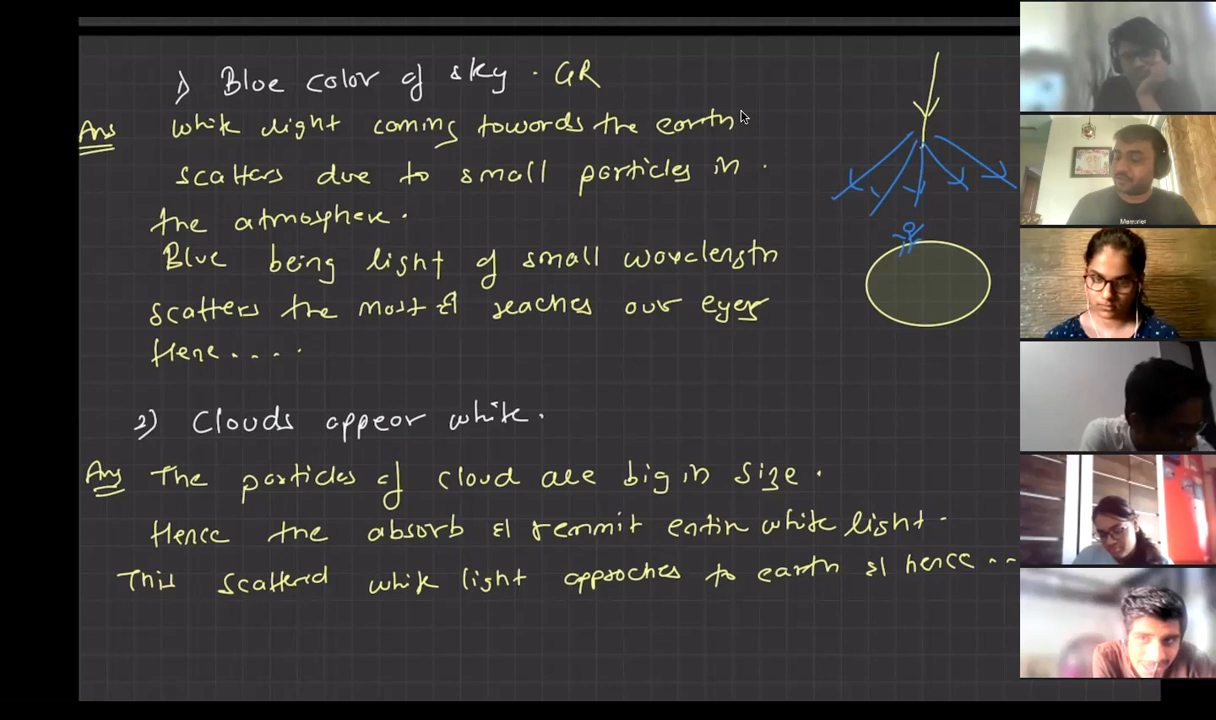 1) Blue color of sky . GR
Ans White light coming towards the earth
scatters due to small particles in .
the atmosphere.
Blue being light of small wavelength
scatters the most & reaches our eyes
Hene....
2) Clouds appear white.
Ans The particles of cloud are big in size.
Hence the absorb & remmit entire white light.
This scattered white light approches to earth & hence ...
Memories